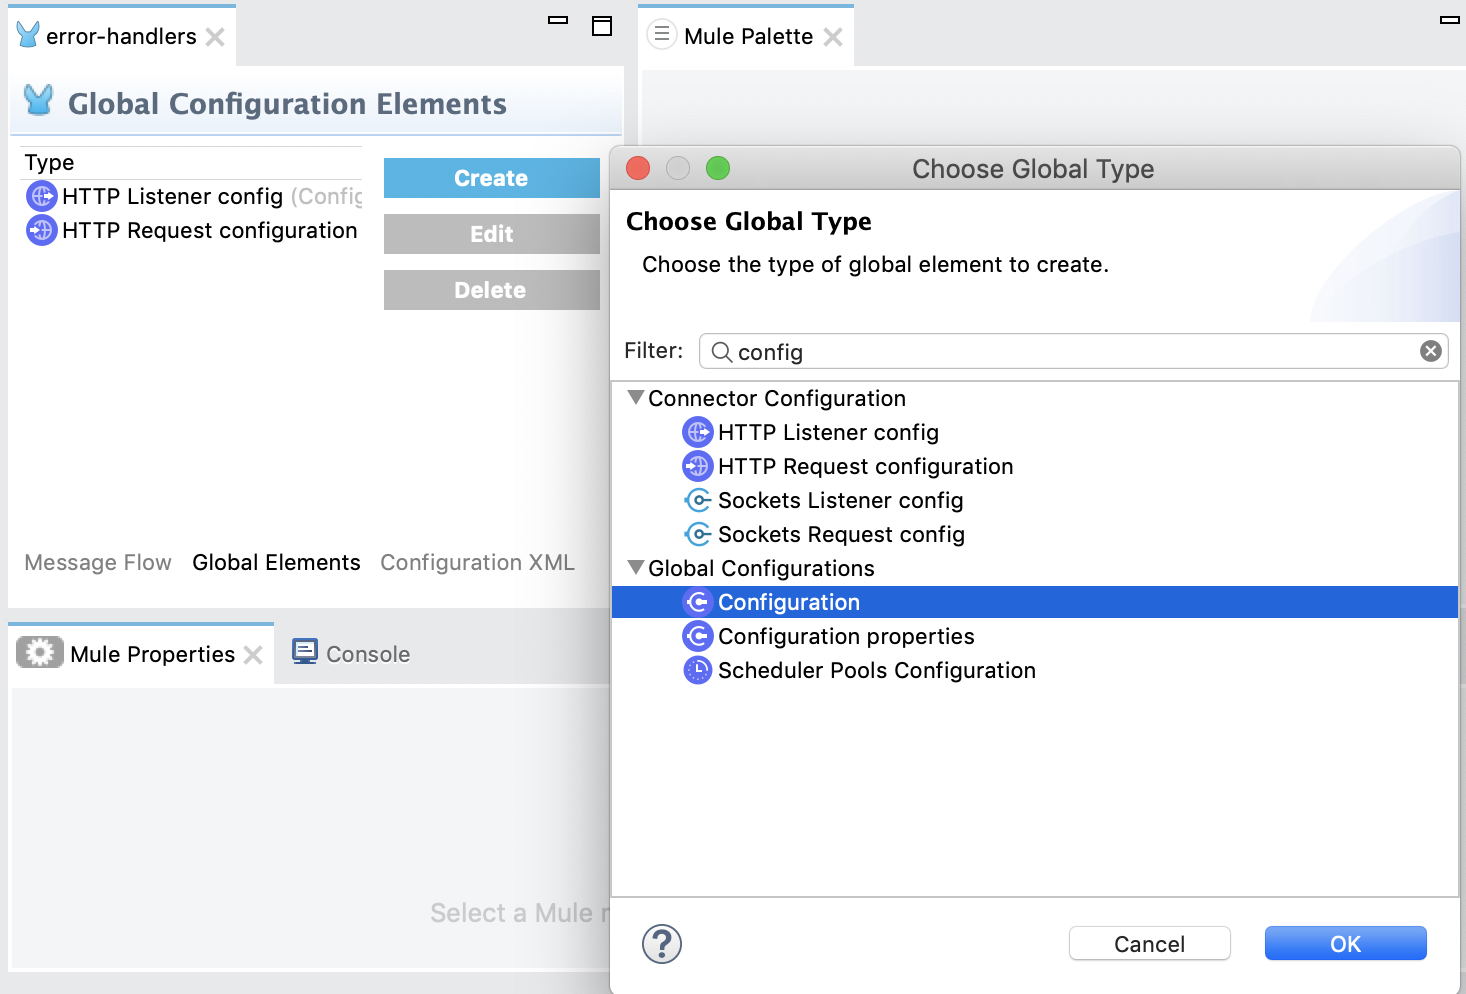 error-handlers
Mule Palette
Global Configuration Elements
Type
HTTP Listener config (Config
HTTP Request configuration
Create
Edit
Delete
Message Flow Global Elements Configuration XML
Mule Properties Console
Select a Mule
Choose Global Type
Choose Global Type
Choose the type of global element to create.
Filter: config
Connector Configuration
HTTP Listener config
HTTP Request configuration
Sockets Listener config
Sockets Request config
Global Configurations
Configuration
Configuration properties
Scheduler Pools Configuration
?
Cancel OK